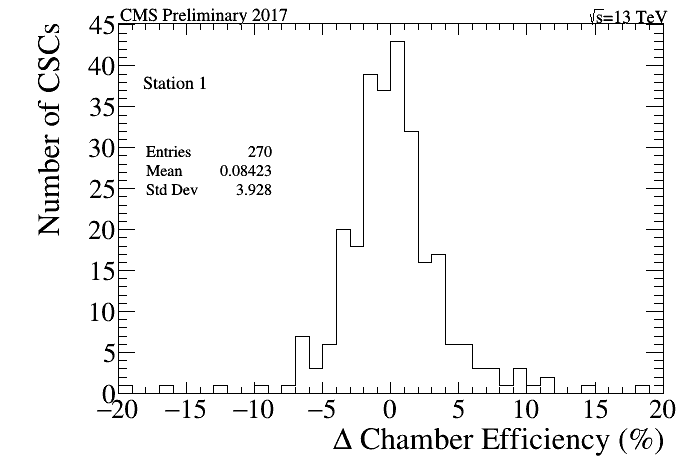 CMS Preliminary 2017
√s=13 TeV
Number of CSCs
45
40
35
30
25
20
15
10
5
0
Station 1
Entries 270
Mean 0.08423
Std Dev 3.928
−20 −15 −10 −5 0 5 10 15 20
Δ Chamber Efficiency (%)